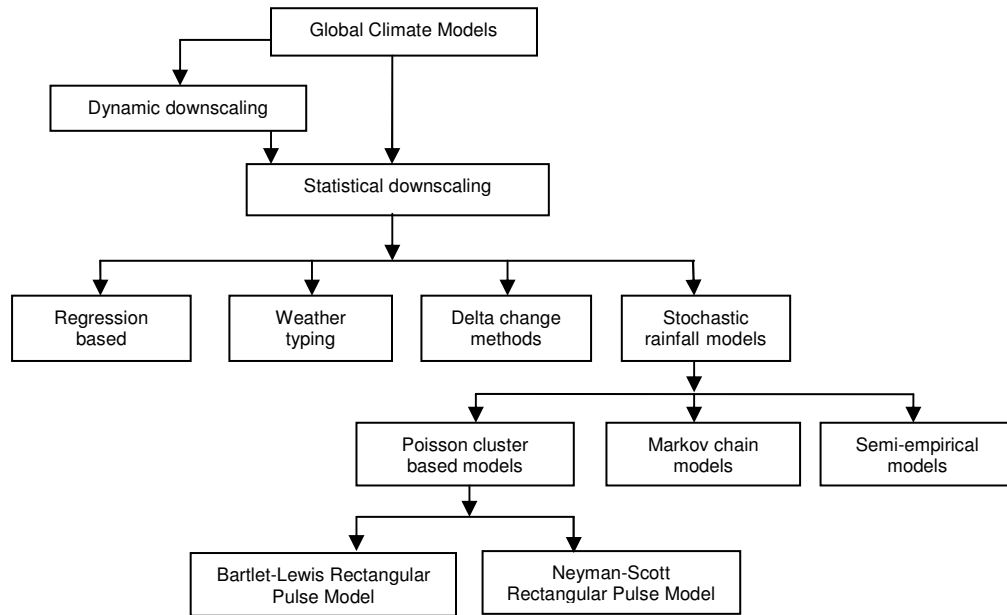 Global Climate Models
Dynamic downscaling
Statistical downscaling
Regression
based
Weather
typing
Delta change
methods
Stochastic
rainfall models
Poisson cluster
based models
Markov chain
models
Semi-empirical
models
Bartlet-Lewis Rectangular
Pulse Model
Neyman-Scott
Rectangular Pulse Model